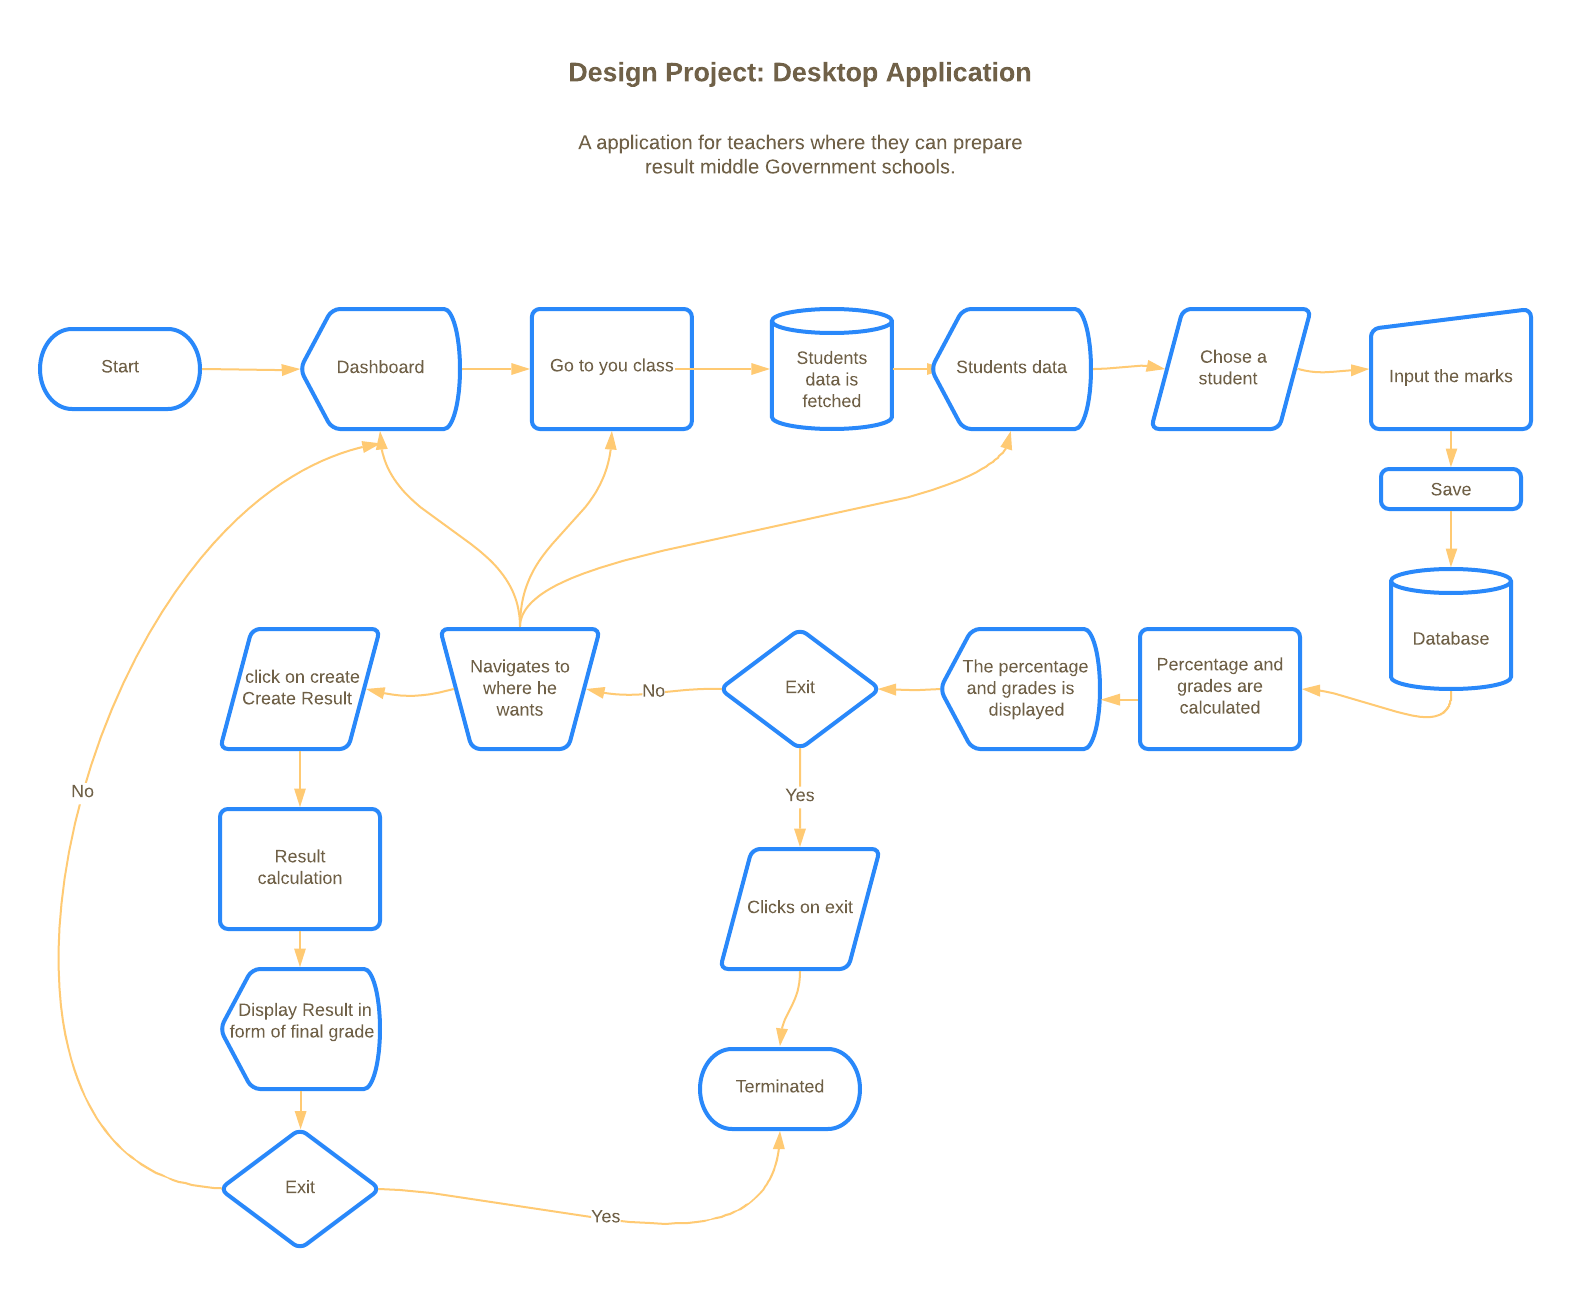 Design Project: Desktop Application
A application for teachers where they can prepare
result middle Government schools.
Start
Dashboard
Go to you class
Students
data is
fetched
Students data
Chose a
student
Input the marks
Save
Database
Percentage and
grades are
calculated
The percentage
and grades is
displayed
Exit
No
Navigates to
where he
wants
click on create
Create Result
Yes
Clicks on exit
Terminated
Result
calculation
Display Result in
form of final grade
Exit
No
Yes